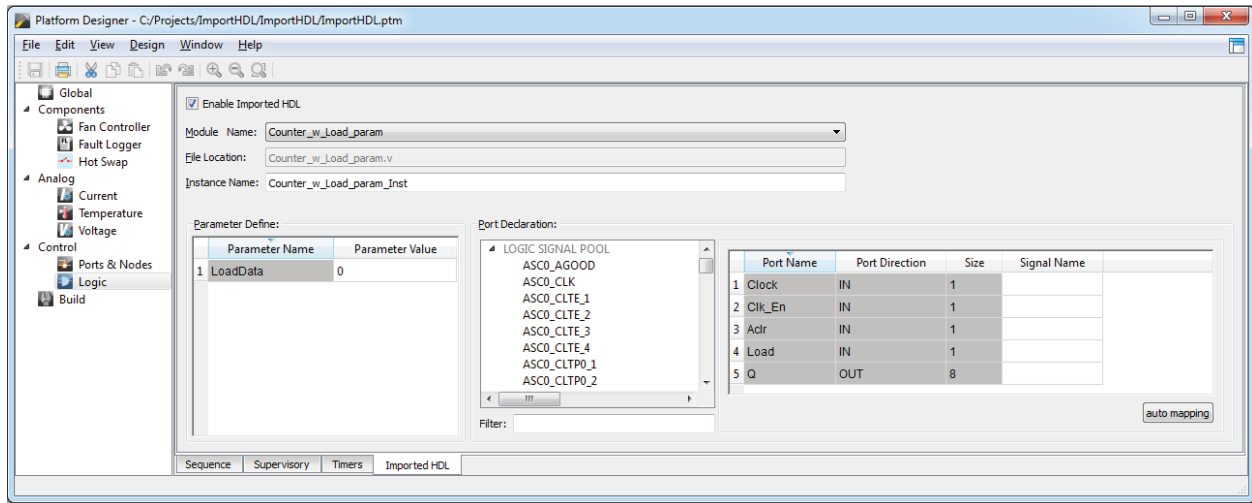 Platform Designer - C:/Projects/ImportHDL/ImportHDL/ImportHDL.ptm
File Edit View Design Window Help
Global
Components
Fan Controller
Fault Logger
Hot Swap
Analog
Current
Temperature
Voltage
Control
Ports & Nodes
Logic
Build
Enable Imported HDL
Module Name: Counter_w_Load_param
File Location: Counter_w_Load_param.v
Instance Name: Counter_w_Load_param_Inst
Parameter Define:
Parameter Name Parameter Value
1 LoadData 0
Port Declaration:
LOGIC SIGNAL POOL
ASC0_AGOOD
ASC0_CLK
ASC0_CLTE_1
ASC0_CLTE_2
ASC0_CLTE_3
ASC0_CLTE_4
ASC0_CLTP0_1
ASC0_CLTP0_2
Filter:
Port Name Port Direction Size Signal Name
1 Clock IN 1
2 Clk_En IN 1
3 Aclr IN 1
4 Load IN 1
5 Q OUT 8
auto mapping
Sequence Supervisory Timers Imported HDL